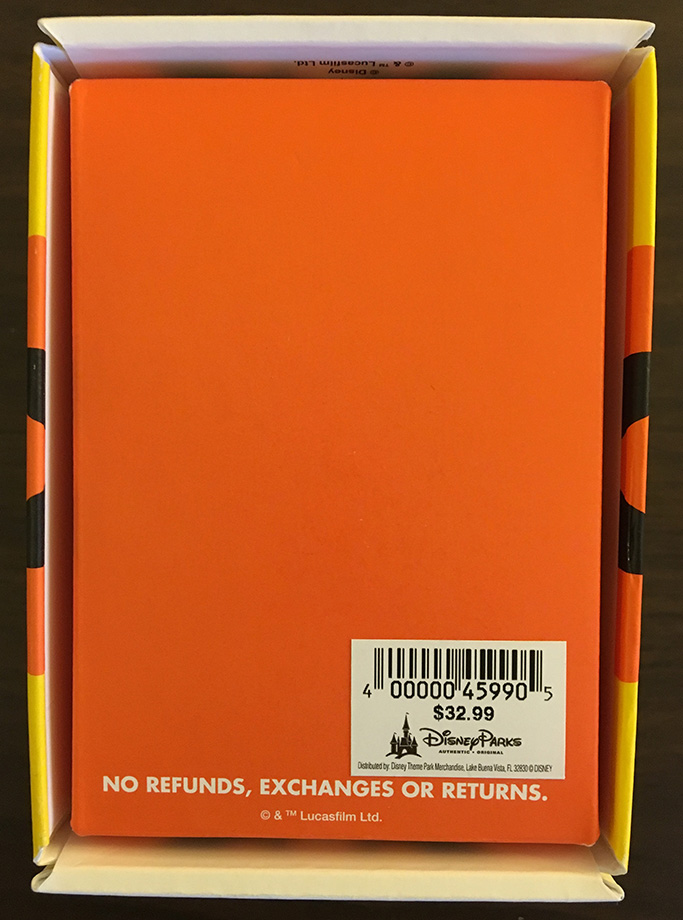 © & ™ Lucasfilm Ltd.
© Disney
4 00000 45990 5
$32.99
Disney Parks
AUTHENTIC • ORIGINAL
Distributed by: Disney Theme Park Merchandise, Lake Buena Vista, FL 32830 © DISNEY
NO REFUNDS, EXCHANGES OR RETURNS.
© & ™ Lucasfilm Ltd.